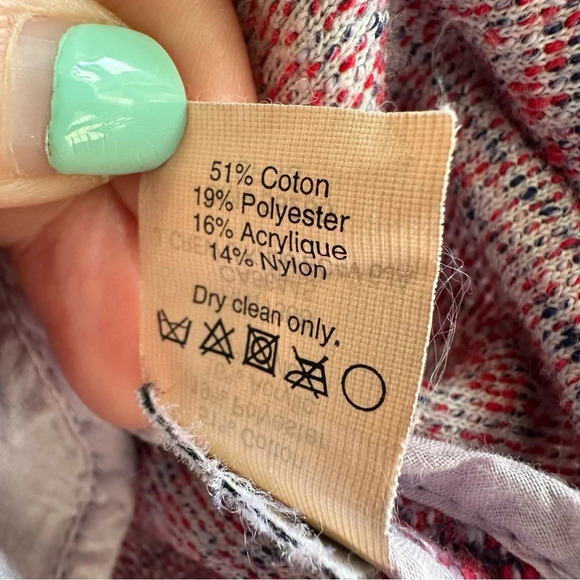 51% Coton
19% Polyester
16% Acrylique
14% Nylon
Dry clean only.